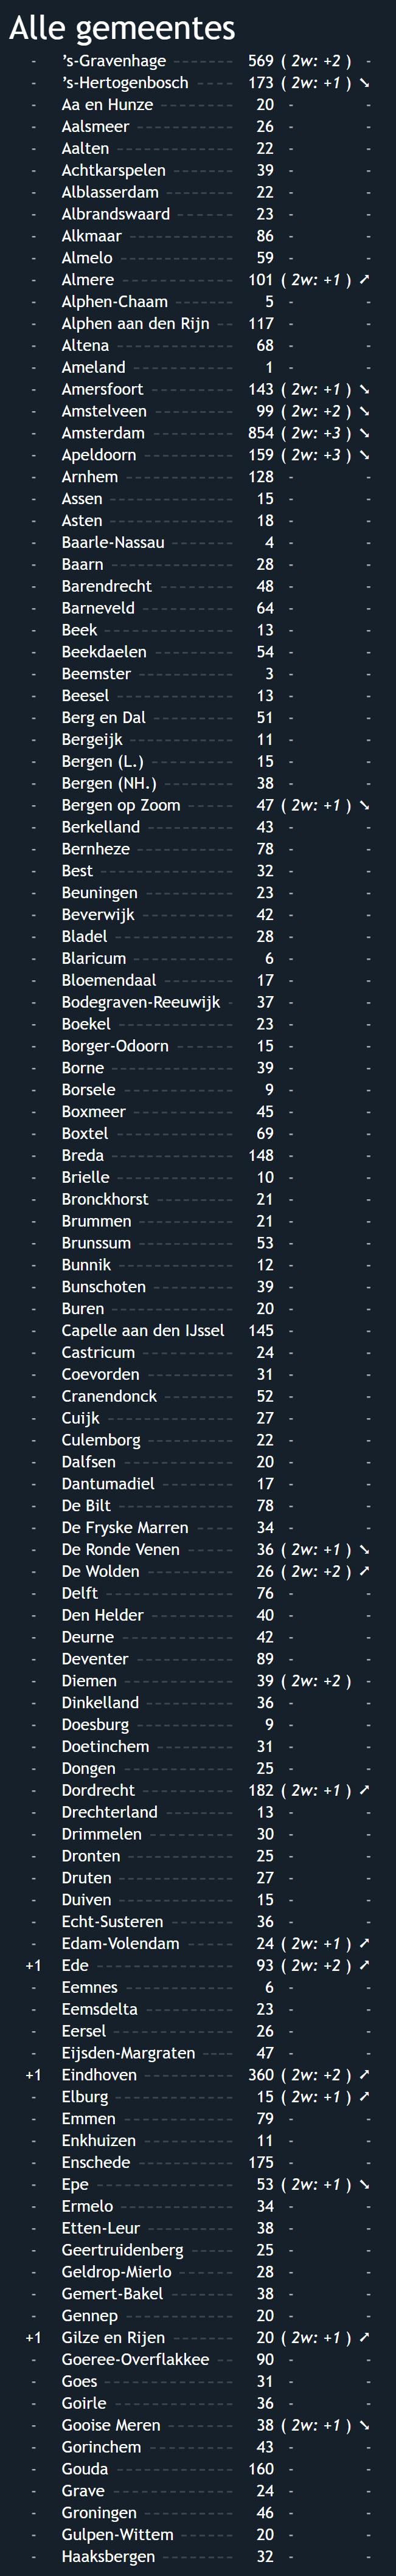 Alle gemeentes
- ’s-Gravenhage ------- 569 ( 2w: +2 ) -
- ’s-Hertogenbosch ------ 173 ( 2w: +1 ) ➘
- Aa en Hunze -------- 20 - -
- Aalsmeer ---------- 26 - -
- Aalten ------------ 22 - -
- Achtkarspelen ------- 39 - -
- Alblasserdam -------- 22 - -
- Albrandswaard ------ 23 - -
- Alkmaar ---------- 86 - -
- Almelo ----------- 59 - -
- Almere ----------- 101 ( 2w: +1 ) ➚
- Alphen-Chaam ------ 5 - -
- Alphen aan den Rijn -- 117 - -
- Altena ----------- 68 - -
- Ameland ---------- 1 - -
- Amersfoort -------- 143 ( 2w: +1 ) ➘
- Amstelveen -------- 99 ( 2w: +2 ) ➘
- Amsterdam -------- 854 ( 2w: +3 ) ➘
- Apeldoorn --------- 159 ( 2w: +3 ) ➘
- Arnhem ---------- 128 - -
- Assen ------------ 15 - -
- Asten ------------ 18 - -
- Baarle-Nassau ------- 4 - -
- Baarn ------------ 28 - -
- Barendrecht -------- 48 - -
- Barneveld --------- 64 - -
- Beek ------------ 13 - -
- Beekdaelen -------- 54 - -
- Beemster --------- 3 - -
- Beesel ----------- 13 - -
- Berg en Dal -------- 51 - -
- Bergeijk ---------- 11 - -
- Bergen (L.) -------- 15 - -
- Bergen (NH.) ------- 38 - -
- Bergen op Zoom ----- 47 ( 2w: +1 ) ➘
- Berkelland --------- 43 - -
- Bernheze --------- 78 - -
- Best ------------ 32 - -
- Beuningen --------- 23 - -
- Beverwijk --------- 42 - -
- Bladel ----------- 28 - -
- Blaricum ---------- 6 - -
- Bloemendaal ------- 17 - -
- Bodegraven-Reeuwijk - 37 - -
- Boekel ----------- 23 - -
- Borger-Odoorn ------ 15 - -
- Borne ------------ 39 - -
- Borsele ----------- 9 - -
- Boxmeer ---------- 45 - -
- Boxtel ----------- 69 - -
- Breda ------------ 148 - -
- Brielle ----------- 10 - -
- Bronckhorst -------- 21 - -
- Brummen --------- 21 - -
- Brunssum --------- 53 - -
- Bunnik ----------- 12 - -
- Bunschoten -------- 39 - -
- Buren ------------ 20 - -
- Capelle aan den IJssel 145 - -
- Castricum --------- 24 - -
- Coevorden --------- 31 - -
- Cranendonck ------- 52 - -
- Cuijk ------------ 27 - -
- Culemborg --------- 22 - -
- Dalfsen ----------- 20 - -
- Dantumadiel ------- 17 - -
- De Bilt ----------- 78 - -
- De Fryske Marren ---- 34 - -
- De Ronde Venen ----- 36 ( 2w: +1 ) ➘
- De Wolden --------- 26 ( 2w: +2 ) ➚
- Delft ------------ 76 - -
- Den Helder -------- 40 - -
- Deurne ----------- 42 - -
- Deventer ---------- 89 - -
- Diemen ---------- 39 ( 2w: +2 ) -
- Dinkelland --------- 36 - -
- Doesburg --------- 9 - -
- Doetinchem -------- 31 - -
- Dongen ----------- 25 - -
- Dordrecht --------- 182 ( 2w: +1 ) ➚
- Drechterland ------- 13 - -
- Drimmelen -------- 30 - -
- Dronten ---------- 25 - -
- Druten ----------- 27 - -
- Duiven ----------- 15 - -
- Echt-Susteren ------ 36 - -
- Edam-Volendam ----- 24 ( 2w: +1 ) ➚
+1 Ede ------------- 93 ( 2w: +2 ) ➚
- Eemnes ---------- 6 - -
- Eemsdelta --------- 23 - -
- Eersel ----------- 26 - -
- Eijsden-Margraten ---- 47 - -
+1 Eindhoven --------- 360 ( 2w: +2 ) ➚
- Elburg ----------- 15 ( 2w: +1 ) ➚
- Emmen ---------- 79 - -
- Enkhuizen --------- 11 - -
- Enschede --------- 175 - -
- Epe ------------- 53 ( 2w: +1 ) ➘
- Ermelo ----------- 34 - -
- Etten-Leur -------- 38 - -
- Geertruidenberg ----- 25 - -
- Geldrop-Mierlo ------ 28 - -
- Gemert-Bakel ------- 38 - -
- Gennep ---------- 20 - -
+1 Gilze en Rijen ------- 20 ( 2w: +1 ) ➚
- Goeree-Overflakkee -- 90 - -
- Goes ------------ 31 - -
- Goirle ----------- 36 - -
- Gooise Meren ------- 38 ( 2w: +1 ) ➘
- Gorinchem --------- 43 - -
- Gouda ----------- 160 - -
- Grave ------------ 24 - -
- Groningen --------- 46 - -
- Gulpen-Wittem ------ 20 - -
- Haaksbergen ------- 32 - -